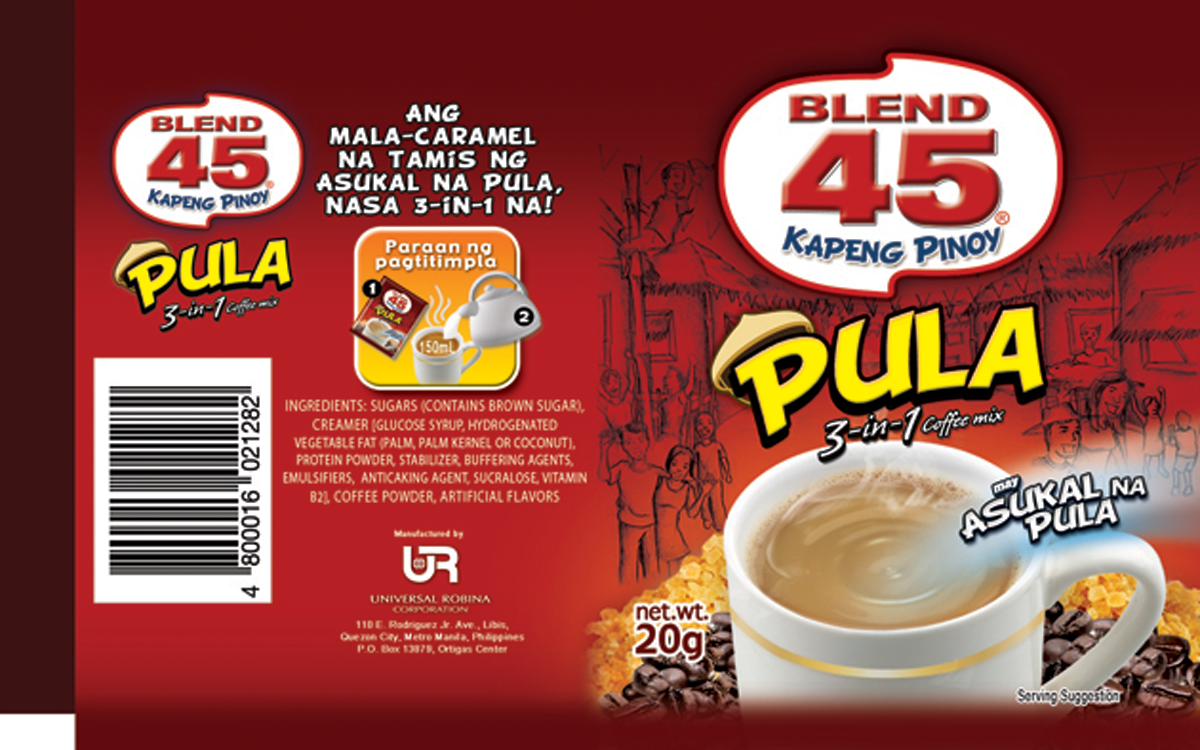 BLEND
45
KAPENG PINOY®
PULA
3-in-1 Coffee mix
4 800016 021282
ANG
MALA-CARAMEL
NA TAMIS NG
ASUKAL NA PULA,
NASA 3-IN-1 NA!
Paraan ng
pagtitimpla
1
BLEND
45
PULA
2
150mL
INGREDIENTS: SUGARS (CONTAINS BROWN SUGAR),
CREAMER [GLUCOSE SYRUP, HYDROGENATED
VEGETABLE FAT (PALM, PALM KERNEL OR COCONUT),
PROTEIN POWDER, STABILIZER, BUFFERING AGENTS,
EMULSIFIERS, ANTICAKING AGENT, SUCRALOSE, VITAMIN
B2], COFFEE POWDER, ARTIFICIAL FLAVORS
Manufactured by
UR
UNIVERSAL ROBINA
CORPORATION
110 E. Rodriguez Jr. Ave., Libis,
Quezon City, Metro Manila, Philippines
P.O. Box 13879, Ortigas Center
BLEND
45
KAPENG PINOY®
PULA
3-in-1 Coffee mix
may
ASUKAL NA
PULA
net.wt.
20g
Serving Suggestion